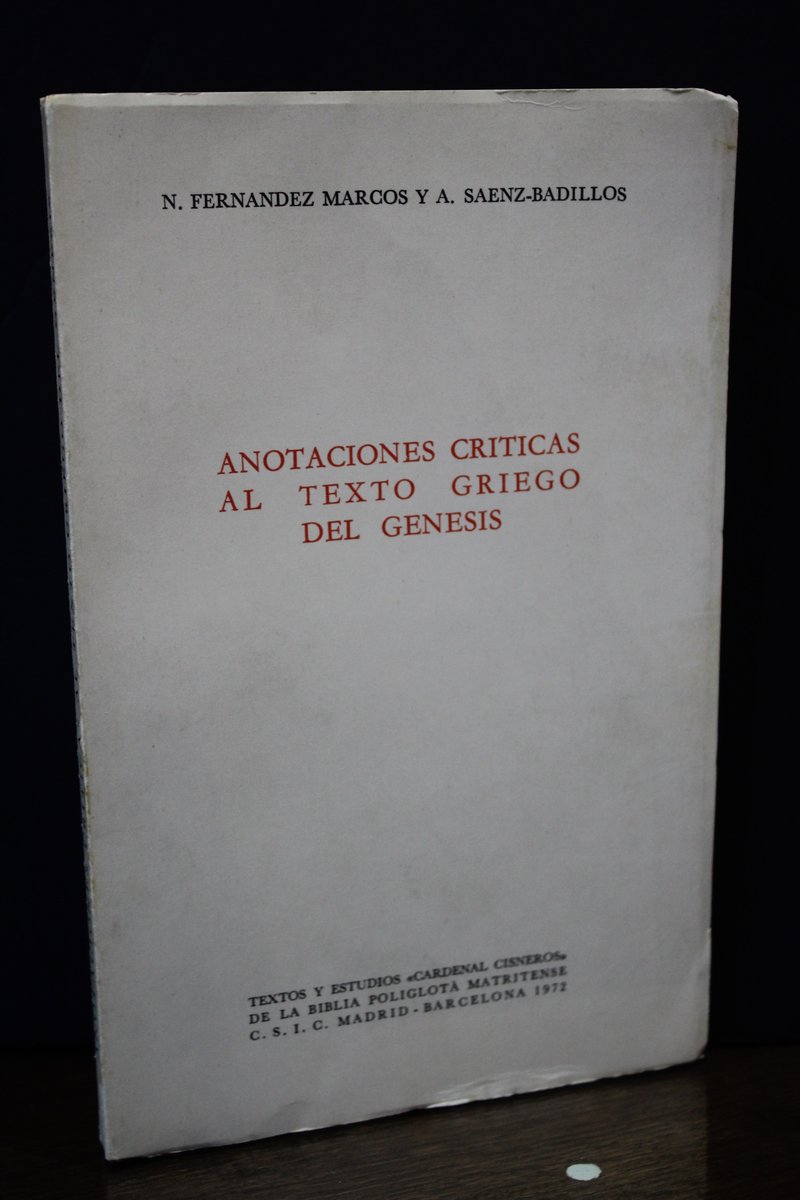 N. FERNANDEZ MARCOS Y A. SAENZ-BADILLOS
ANOTACIONES CRITICAS
AL TEXTO GRIEGO
DEL GENESIS
TEXTOS Y ESTUDIOS «CARDENAL CISNEROS»
DE LA BIBLIA POLIGLOTA MATRITENSE
C. S. I. C. MADRID - BARCELONA 1972